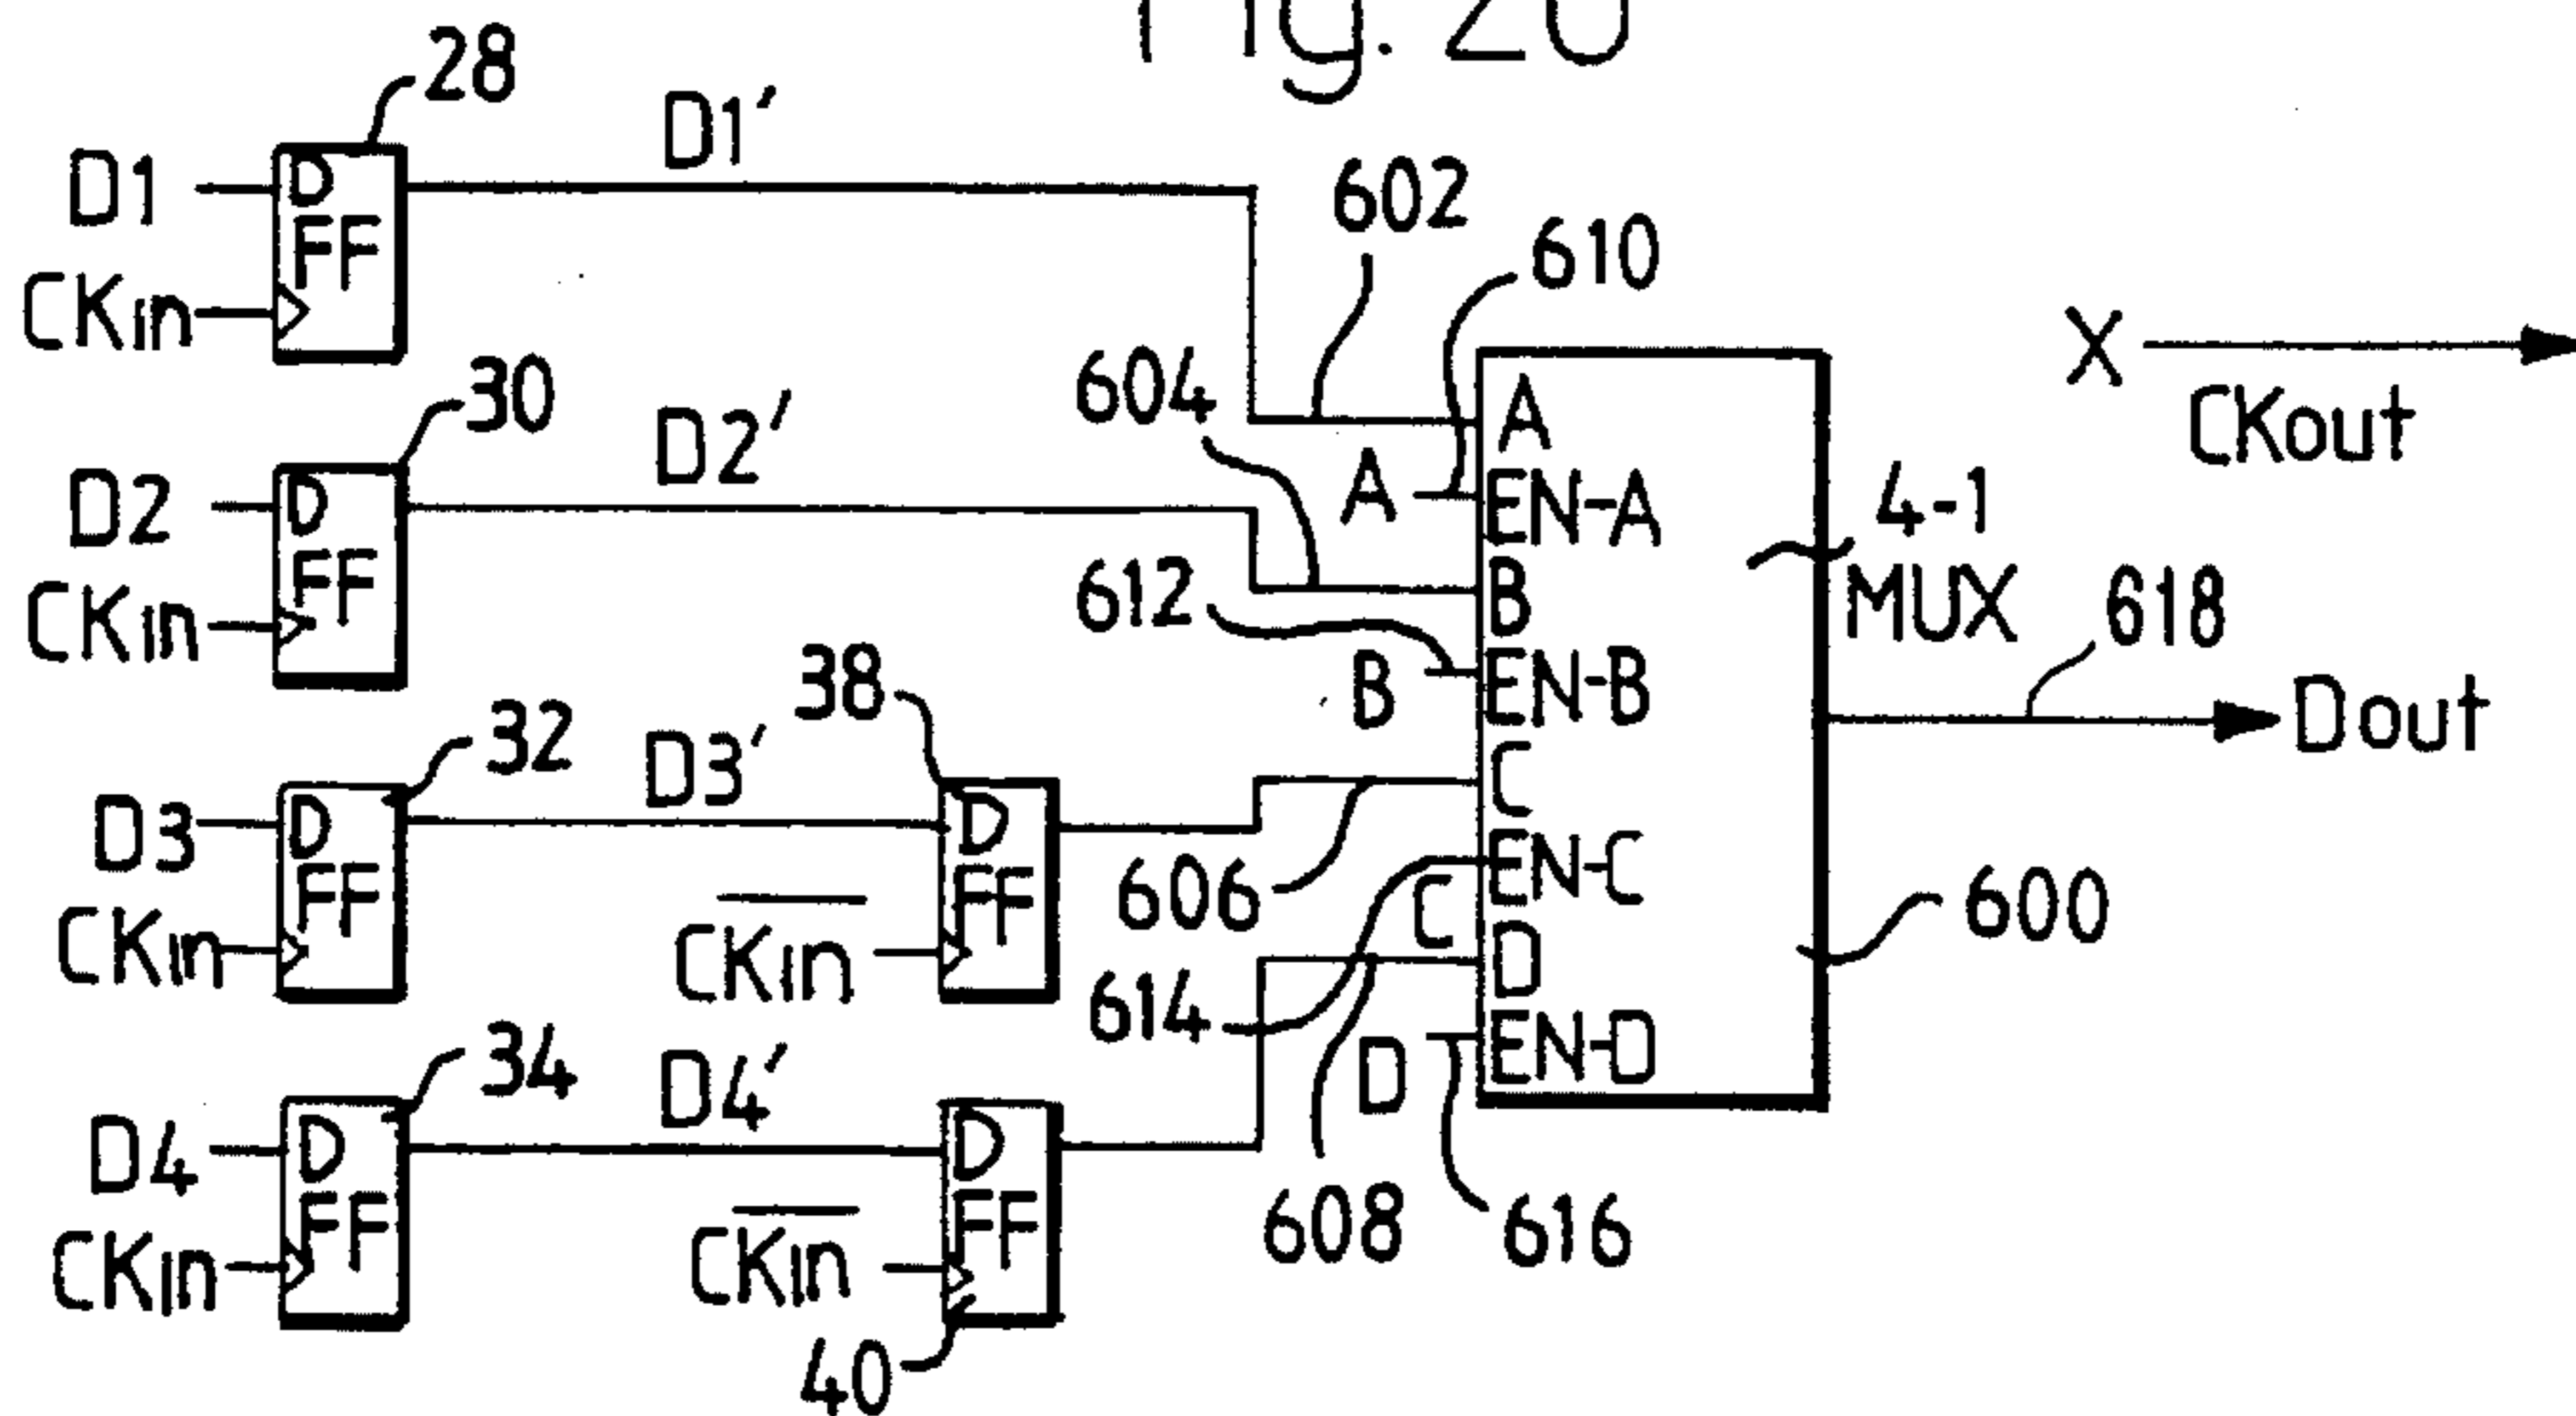 Fig. 20
28
D1'
D1
D
FF
CKin
602
610
X
CKout
30
D2'
D2
D
FF
CKin
604
A
A
EN-A
4-1
MUX
612
B
B
EN-B
618
Dout
32
D3'
38
D3
D
FF
CKin
D
FF
CKin
606
C
C
EN-C
600
614
D
D
EN-D
34
D4'
D4
D
FF
CKin
D
FF
CKin
40
608
616